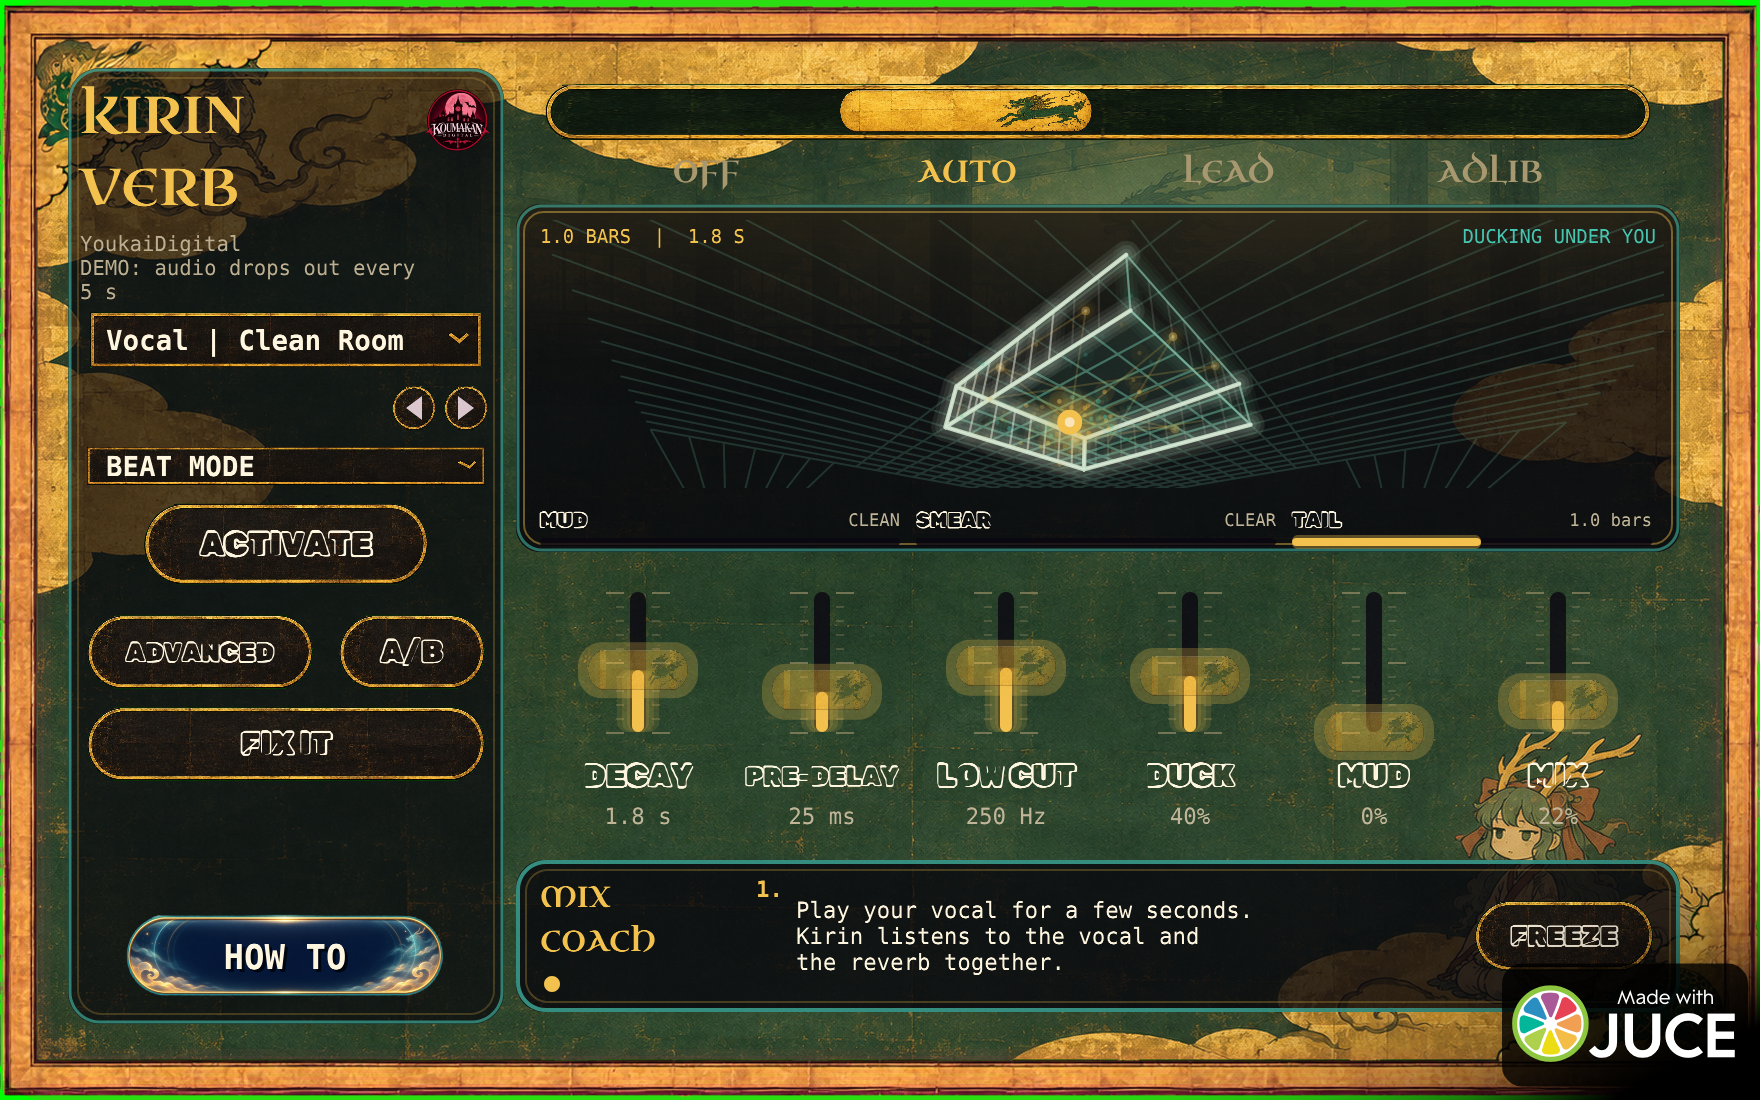 KIRIN
VERB
KOUMAKAN
DIGITAL
YoukaiDigital
DEMO: audio drops out every
5 s
Vocal | Clean Room
BEAT MODE
ACTIVATE
ADVANCED
A/B
FIX IT
HOW TO
OFF
AUTO
LEAD
ADLIB
1.0 BARS | 1.8 S
DUCKING UNDER YOU
MUD
CLEAN
SMEAR
CLEAR
TAIL
1.0 bars
DECAY
PRE-DELAY
LOW CUT
DUCK
MUD
MIX
1.8 s
25 ms
250 Hz
40%
0%
22%
MIX
COACH
1.
Play your vocal for a few seconds.
Kirin listens to the vocal and
the reverb together.
FREEZE
Made with
JUCE